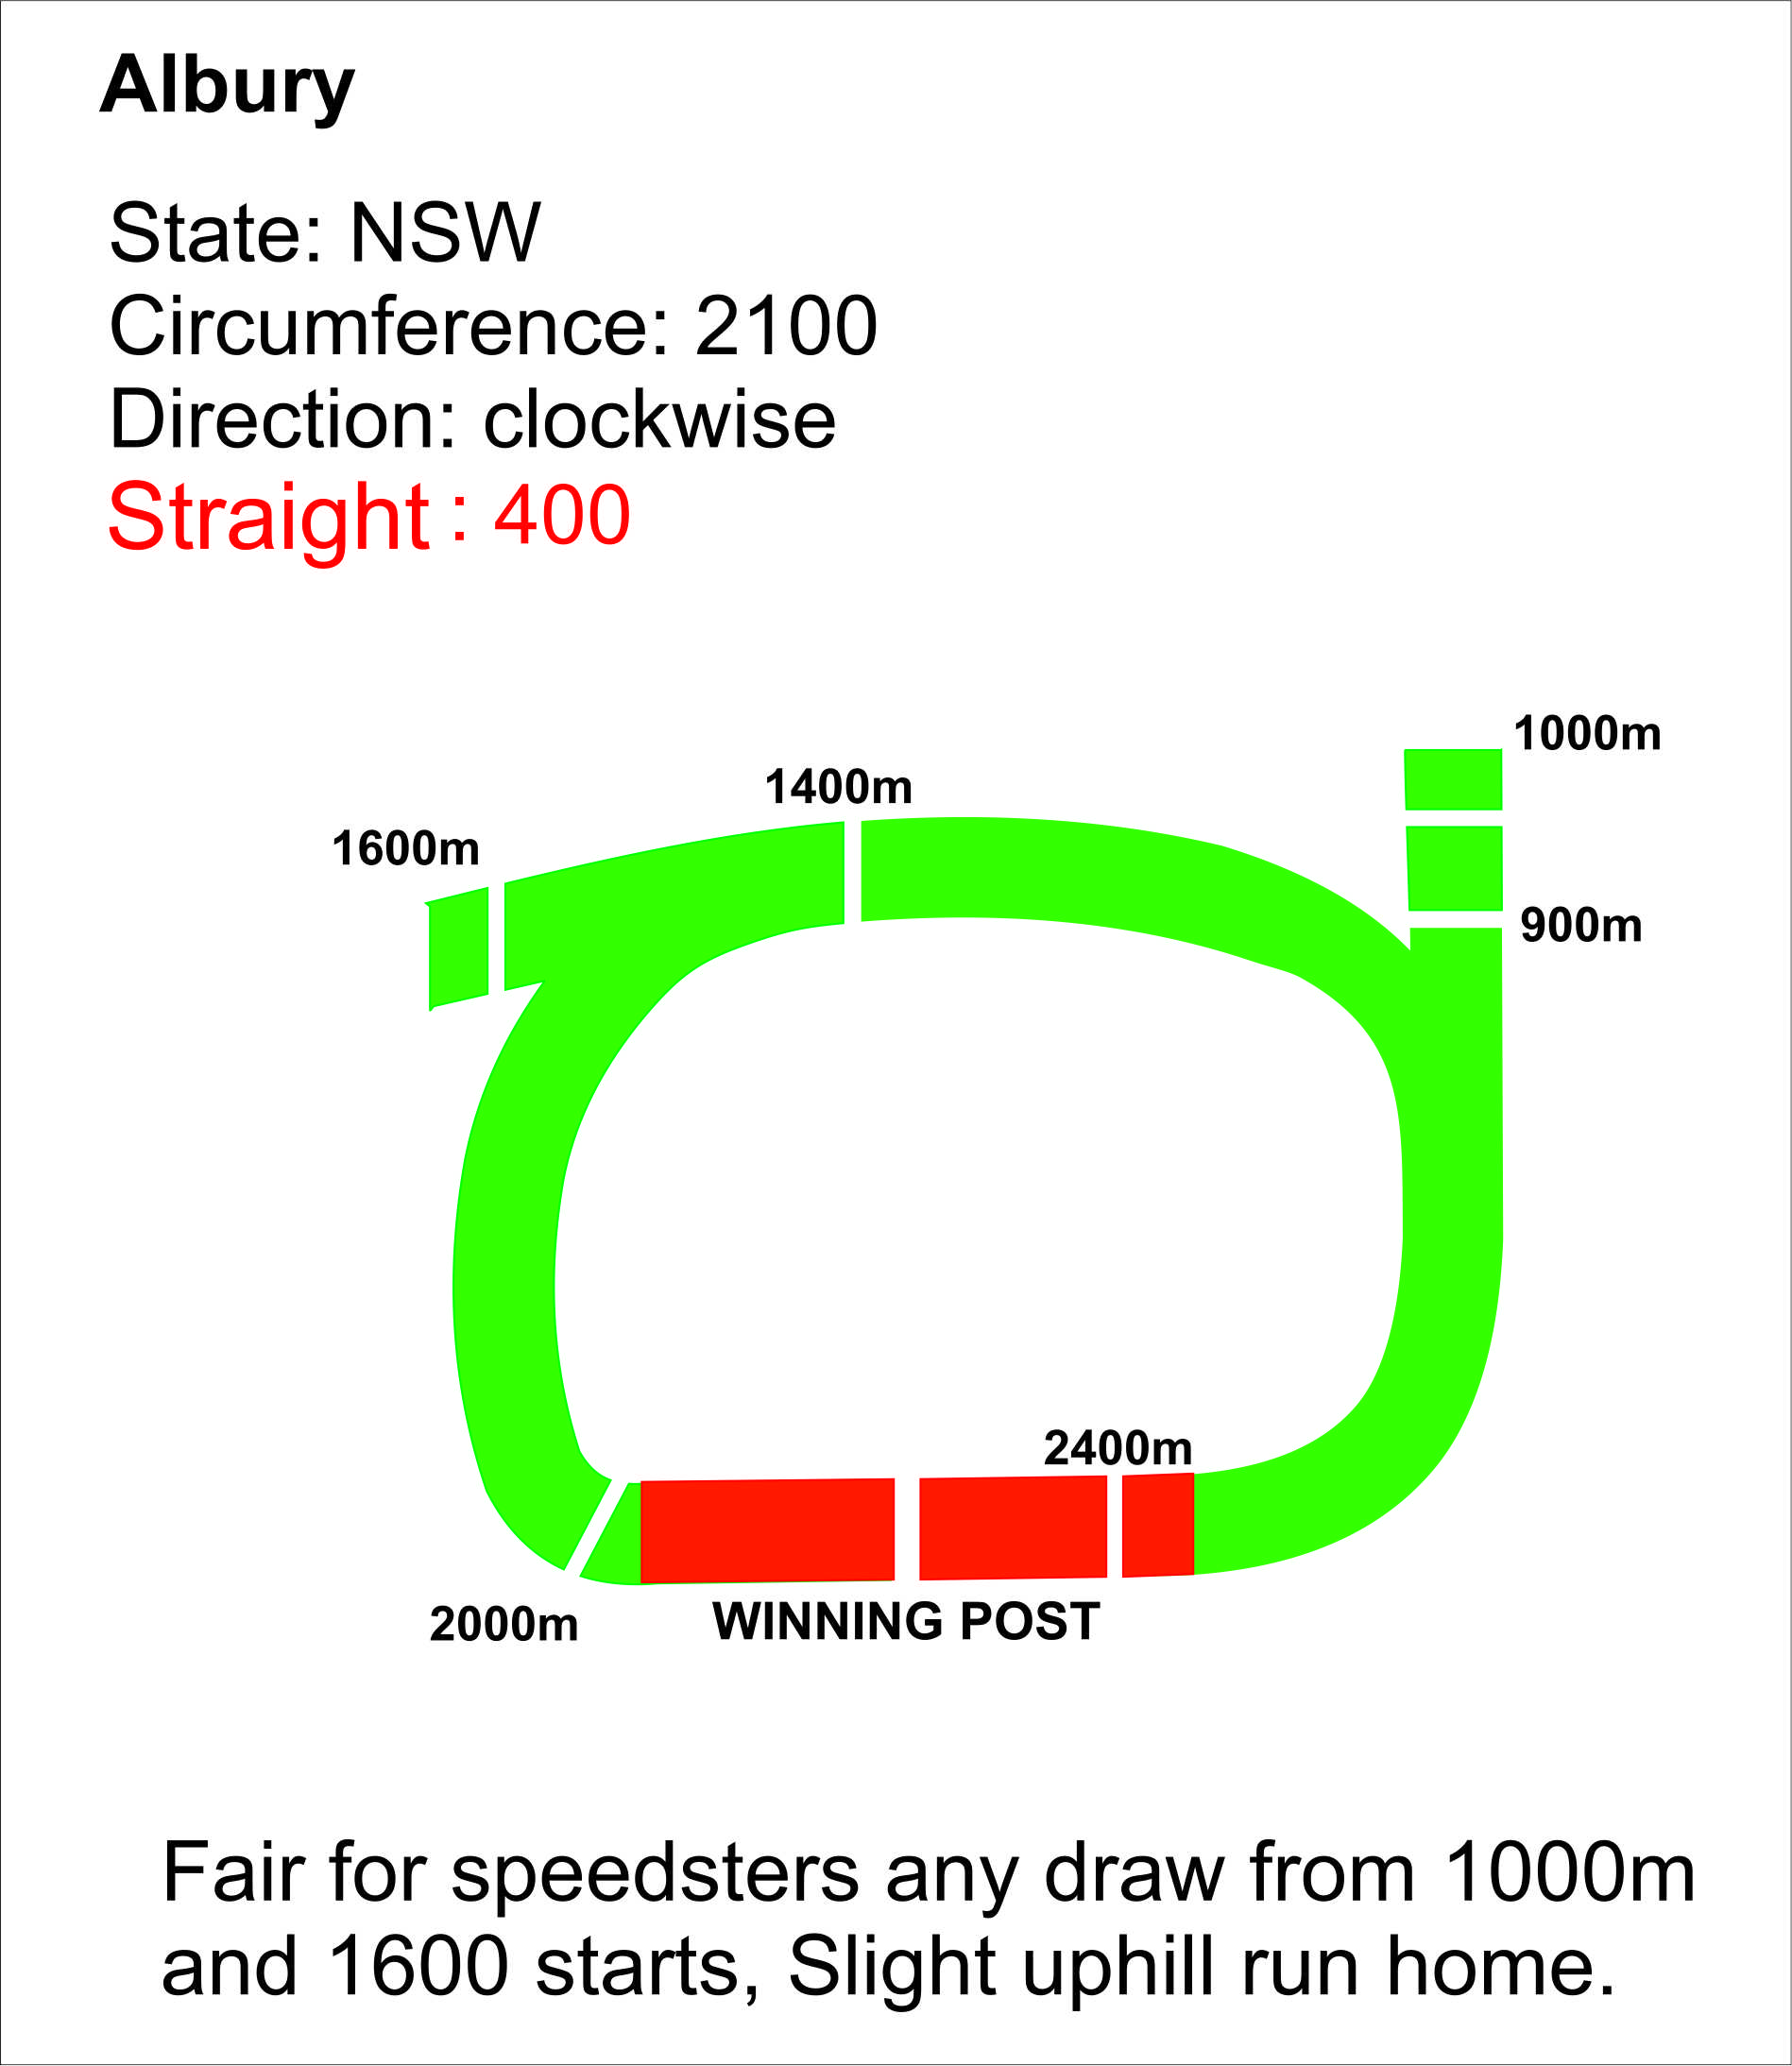 Albury
State: NSW
Circumference: 2100
Direction: clockwise
Straight : 400
1000m
1400m
1600m
900m
2400m
2000m
WINNING POST
Fair for speedsters any draw from 1000m
and 1600 starts, Slight uphill run home.